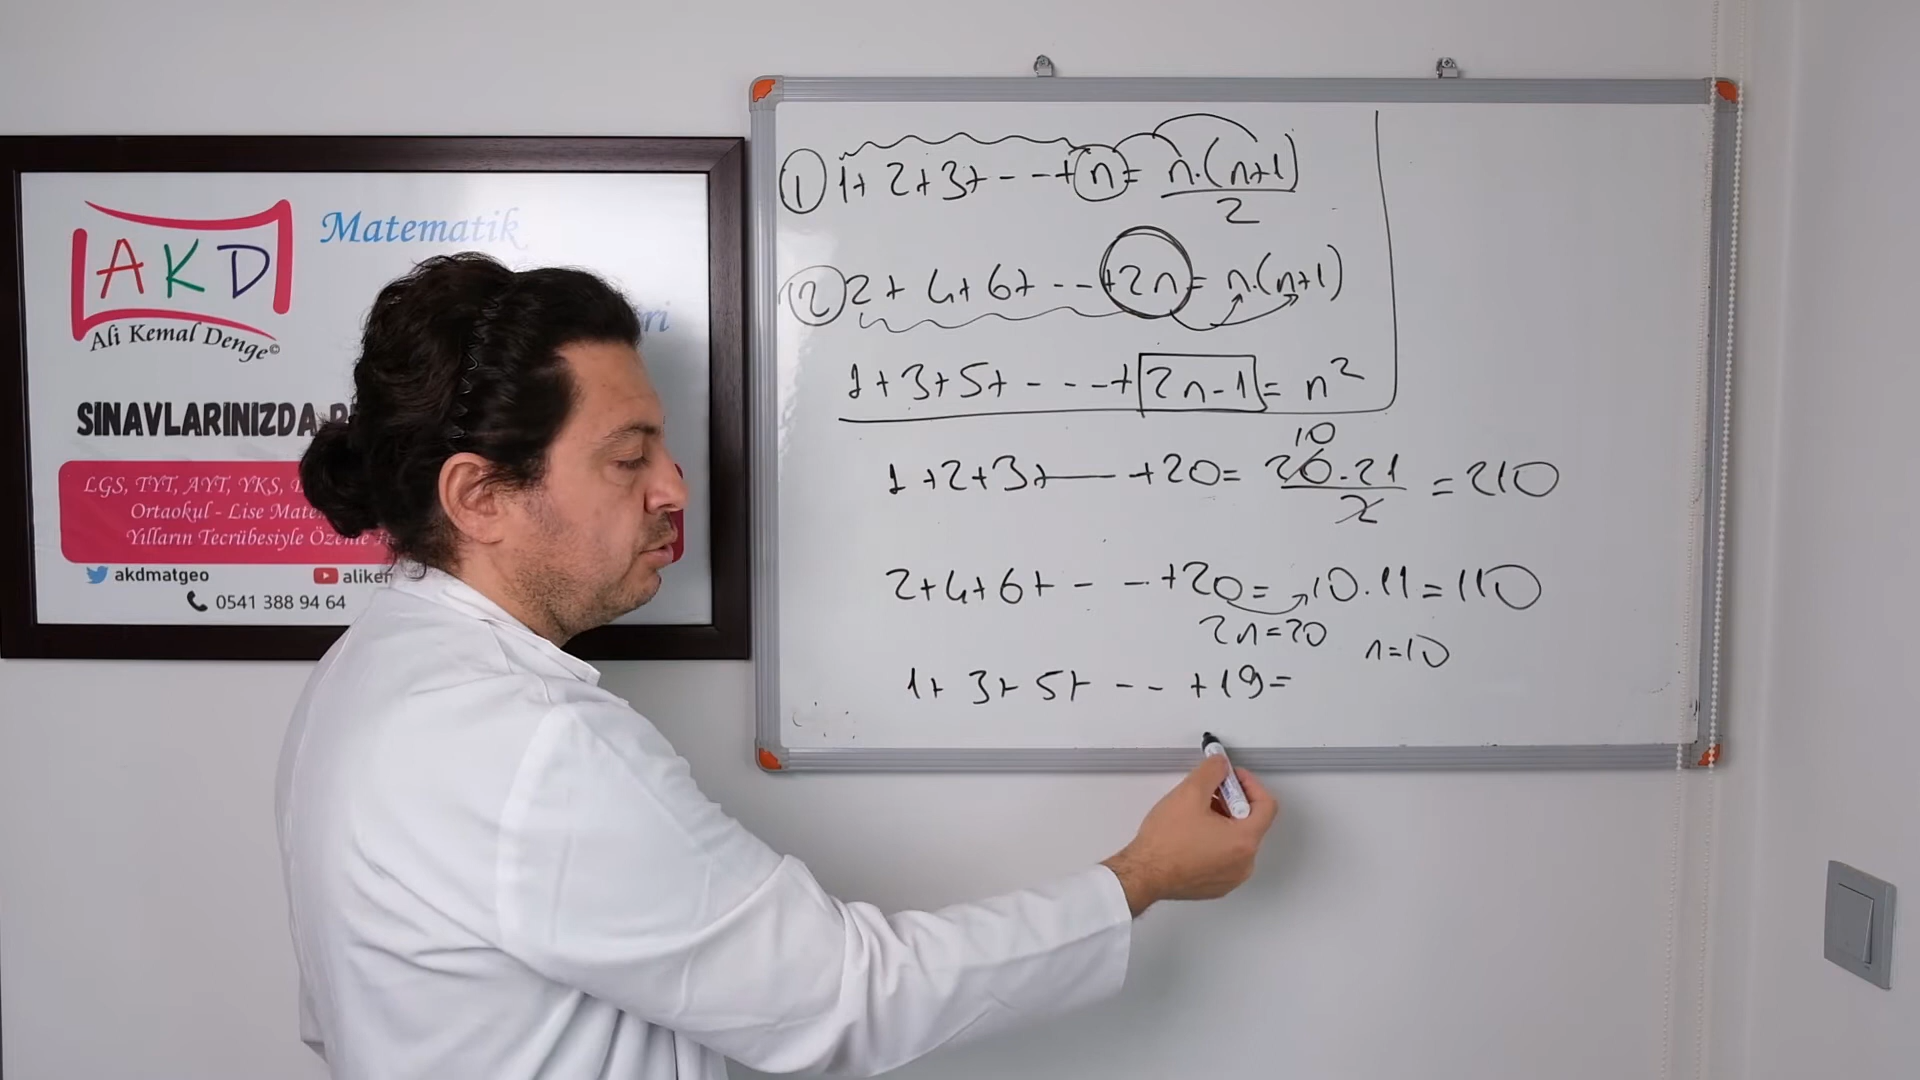 AKD
Ali Kemal Denge©
Matematik
SINAVLARINIZDA
LGS, TYT, AYT, YKS,
Ortaokul - Lise
Yılların Tecrübesiyle
akdmatgeo
0541 388 94 64
① 1+2+3+---+n = n.(n+1)/2
② 2+4+6+---+2n = n.(n+1)
1+3+5+----+2n-1 = n²
10
1+2+3+——+20 = 20.21/2 = 210
2+4+6+- -+20 = 10.11 = 110
2n=20 n=10
1+3+5+--+19=